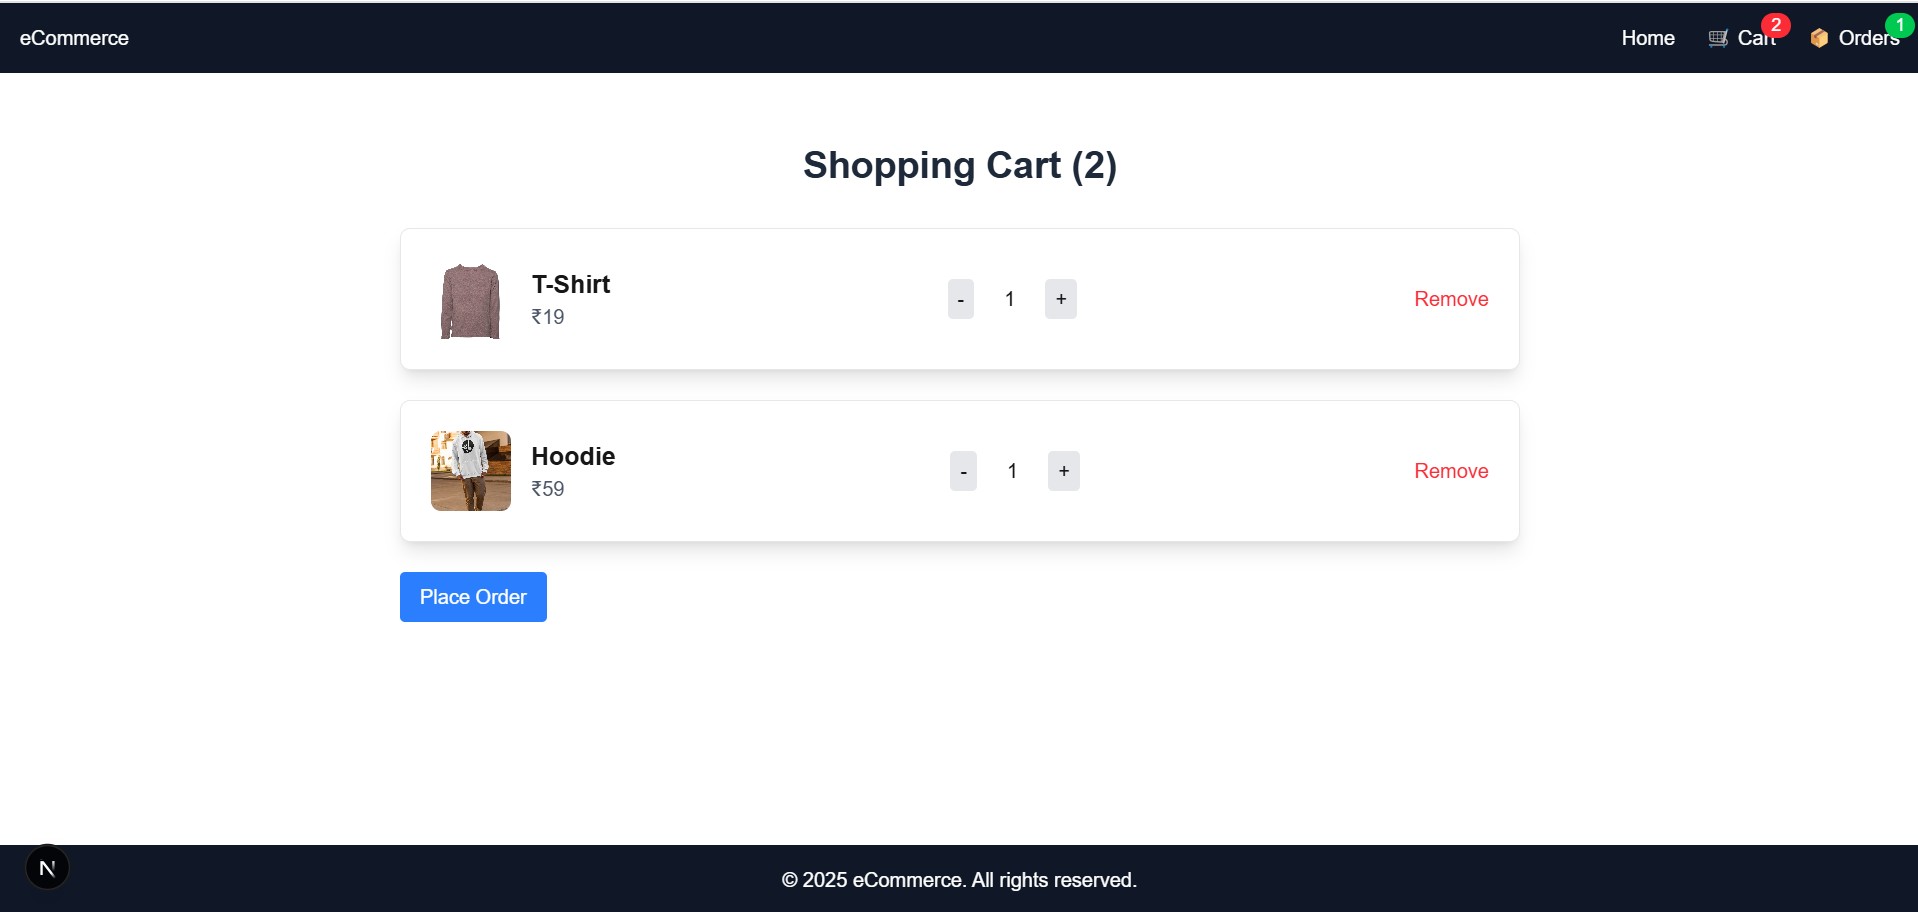 eCommerce
Home
Cart
2
Orders
1
Shopping Cart (2)
T-Shirt
₹19
- 1 +
Remove
Hoodie
₹59
- 1 +
Remove
Place Order
N
© 2025 eCommerce. All rights reserved.